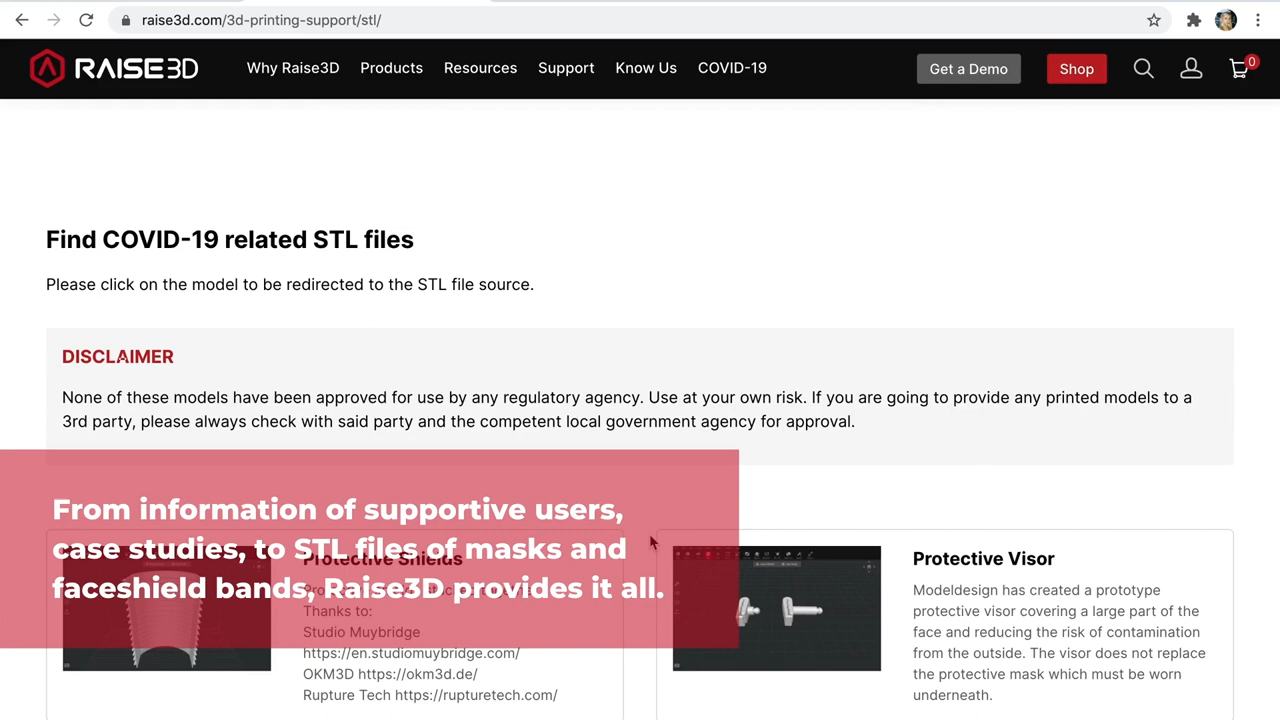 raise3d.com/3d-printing-support/stl/
RAISE3D
Why Raise3D Products Resources Support Know Us COVID-19
Get a Demo Shop 0
Find COVID-19 related STL files
Please click on the model to be redirected to the STL file source.
DISCLAIMER
None of these models have been approved for use by any regulatory agency. Use at your own risk. If you are going to provide any printed models to a
3rd party, please always check with said party and the competent local government agency for approval.
From information of supportive users,
case studies, to STL files of masks and
faceshield bands, Raise3D provides it all.
Protective Shields
Thanks to:
Studio Muybridge
https://en.studiomuybridge.com/
OKM3D https://okm3d.de/
Rupture Tech https://rupturetech.com/
Protective Visor
Modeldesign has created a prototype
protective visor covering a large part of the
face and reducing the risk of contamination
from the outside. The visor does not replace
the protective mask which must be worn
underneath.